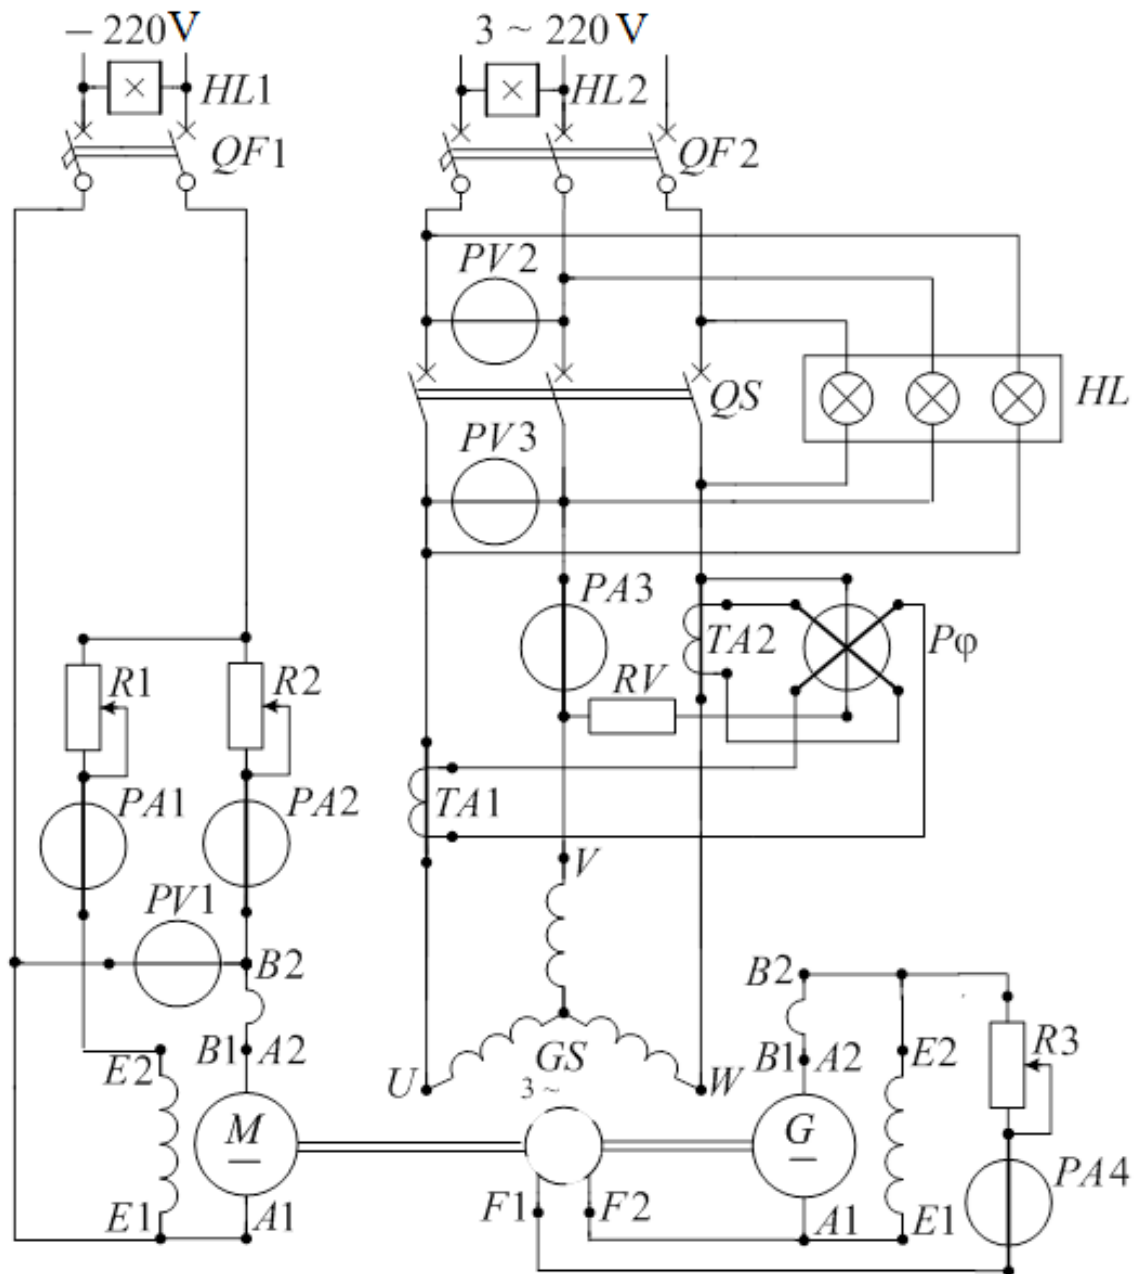 – 220V
3 ~ 220 V
HL1
HL2
QF1
QF2
PV2
QS
HL
PV3
PA3
TA2
Pφ
R1
R2
RV
PA1
PA2
TA1
V
PV1
B2
B2
B1
A2
E2
U
GS
W
B1
A2
E2
R3
3 ~
M
G
PA4
E1
A1
F1
F2
A1
E1